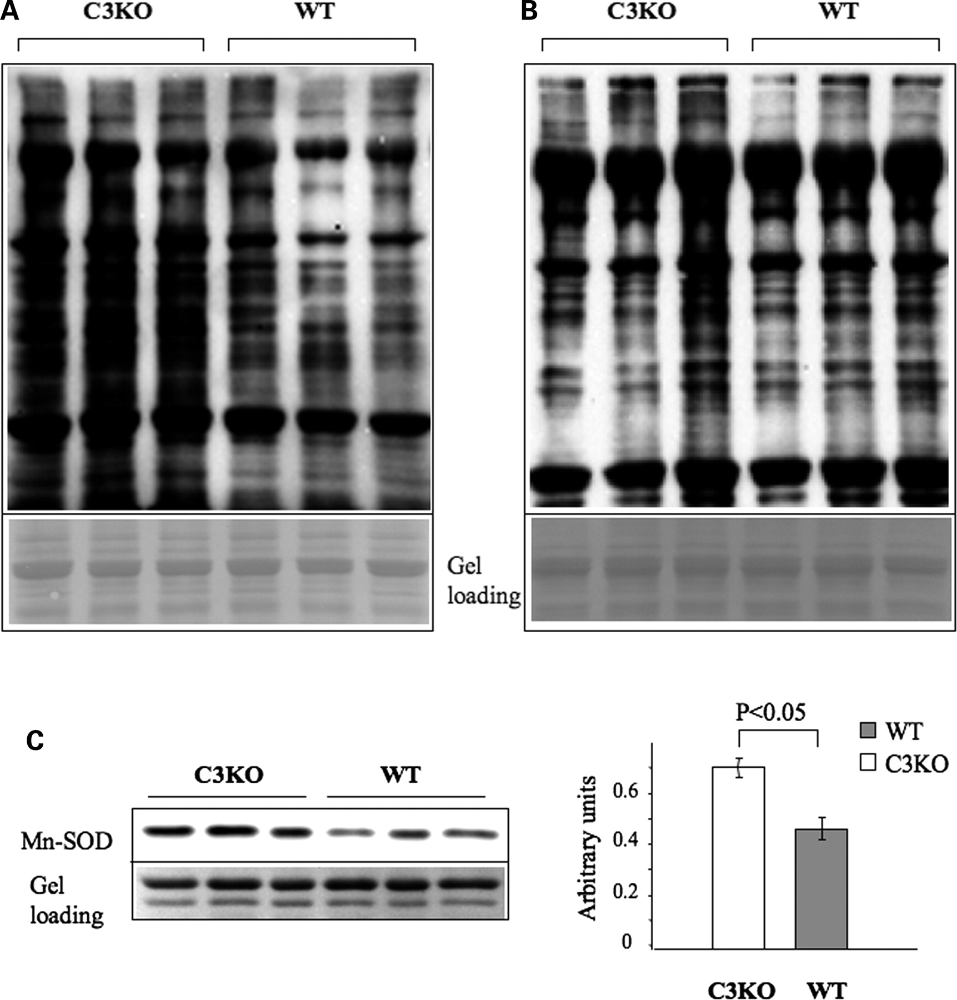 A
C3KO
WT
B
C3KO
WT
Gel
loading
C
C3KO
WT
Mn-SOD
Gel
loading
P<0.05
WT
C3KO
Arbitrary units
0.6
0.4
0.2
0
C3KO
WT